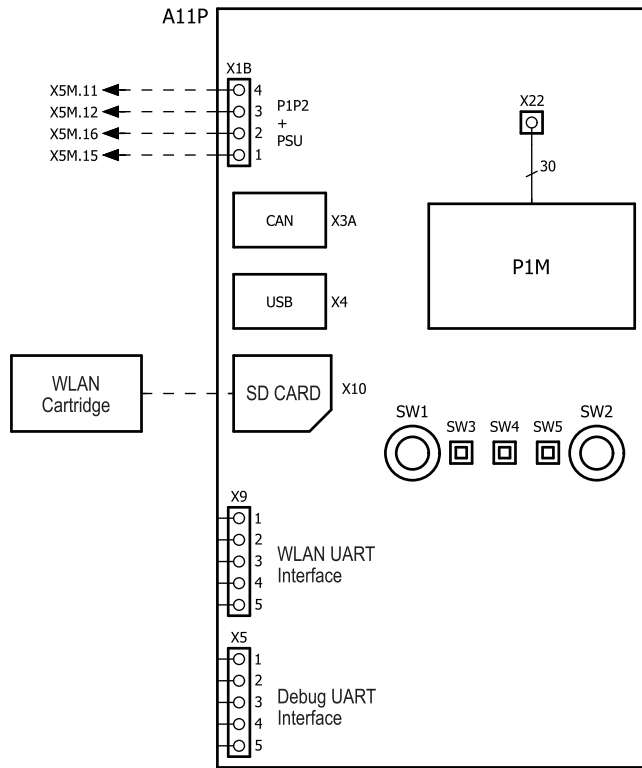 A11P
X1B
X5M.11
4
X5M.12
3
X5M.16
2
X5M.15
1
P1P2
+
PSU
X22
30
P1M
CAN
X3A
USB
X4
WLAN
Cartridge
SD CARD
X10
SW1
SW3
SW4
SW5
SW2
X9
1
2
3
4
5
WLAN UART
Interface
X5
1
2
3
4
5
Debug UART
Interface